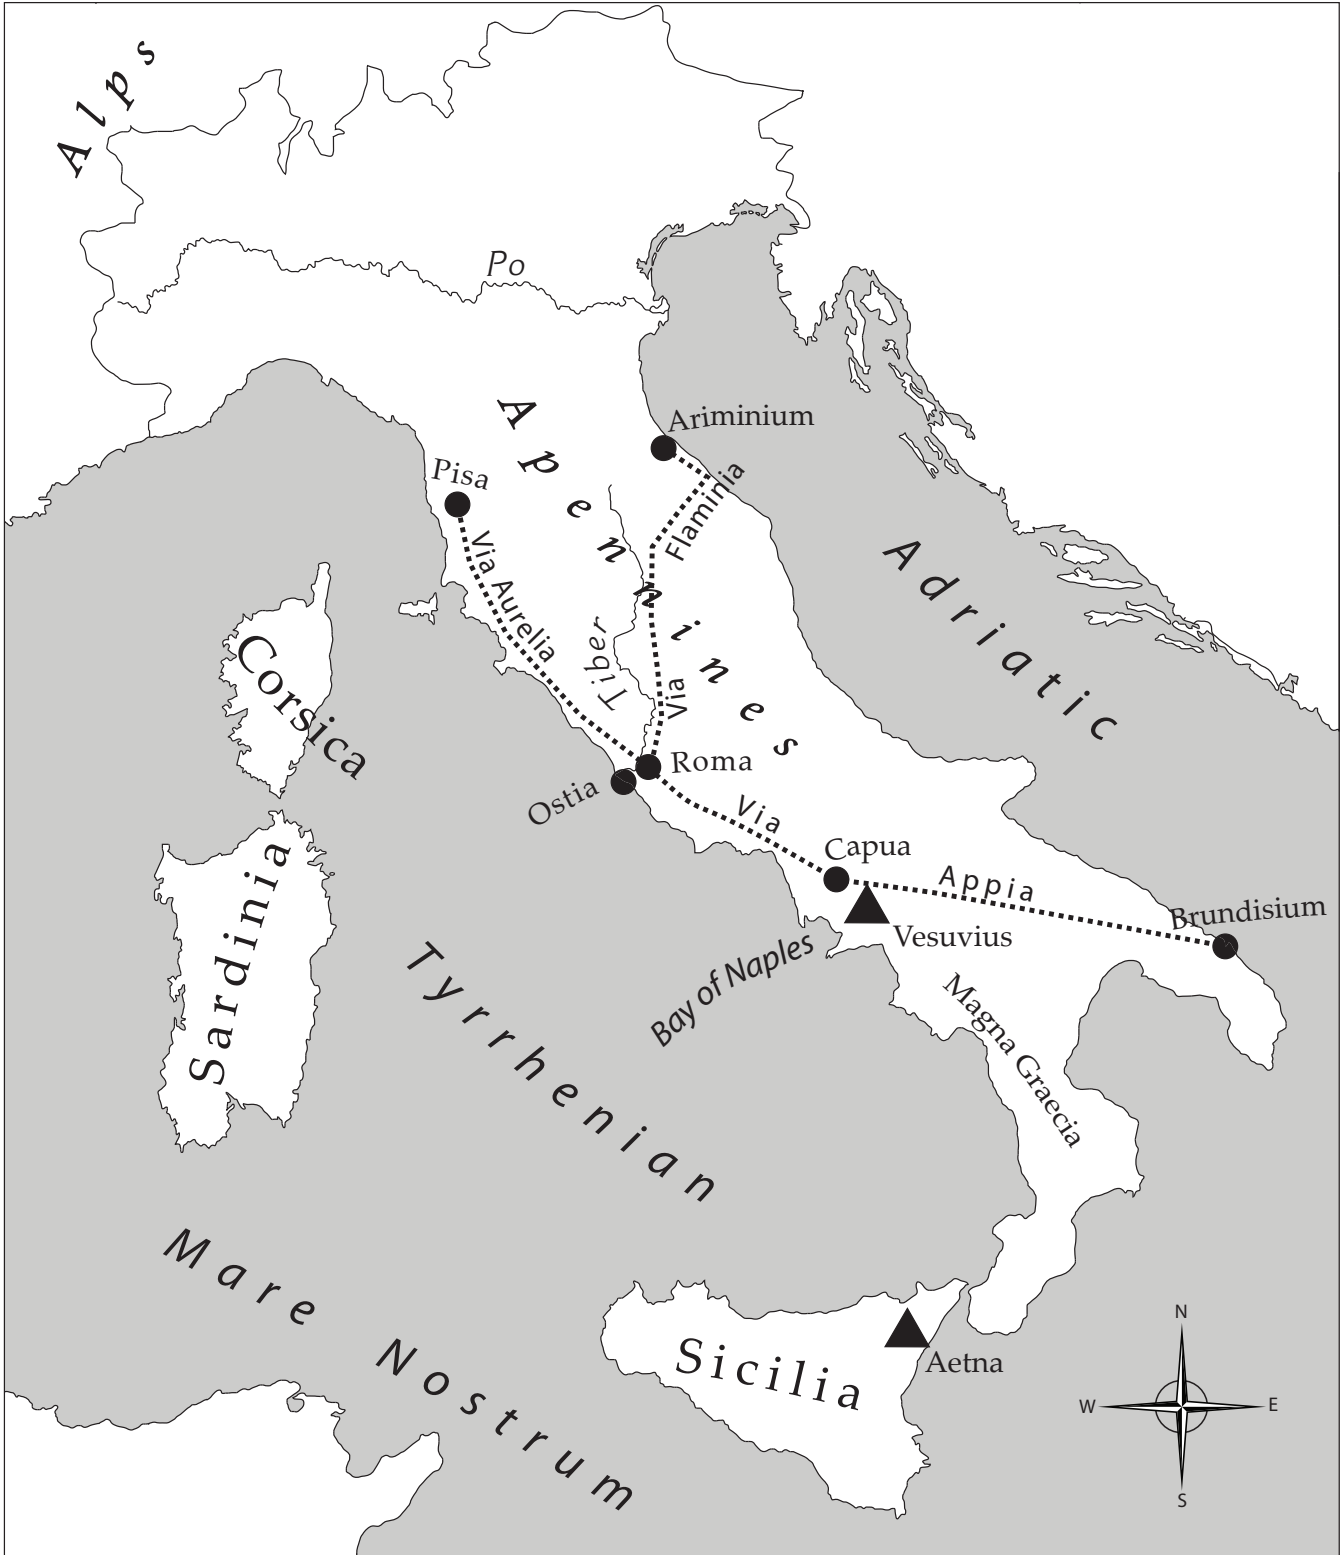 Alps
Po
Apennines
Ariminium
Pisa
Flaminia
Via Aurelia
Adriatic
Tiber
Via
Corsica
Roma
Ostia
Via
Capua
Appia
Sardinia
Brundisium
Vesuvius
Bay of Naples
Tyrrhenian
Magna Graecia
Mare Nostrum
Sicilia
Aetna
N
W
E
S